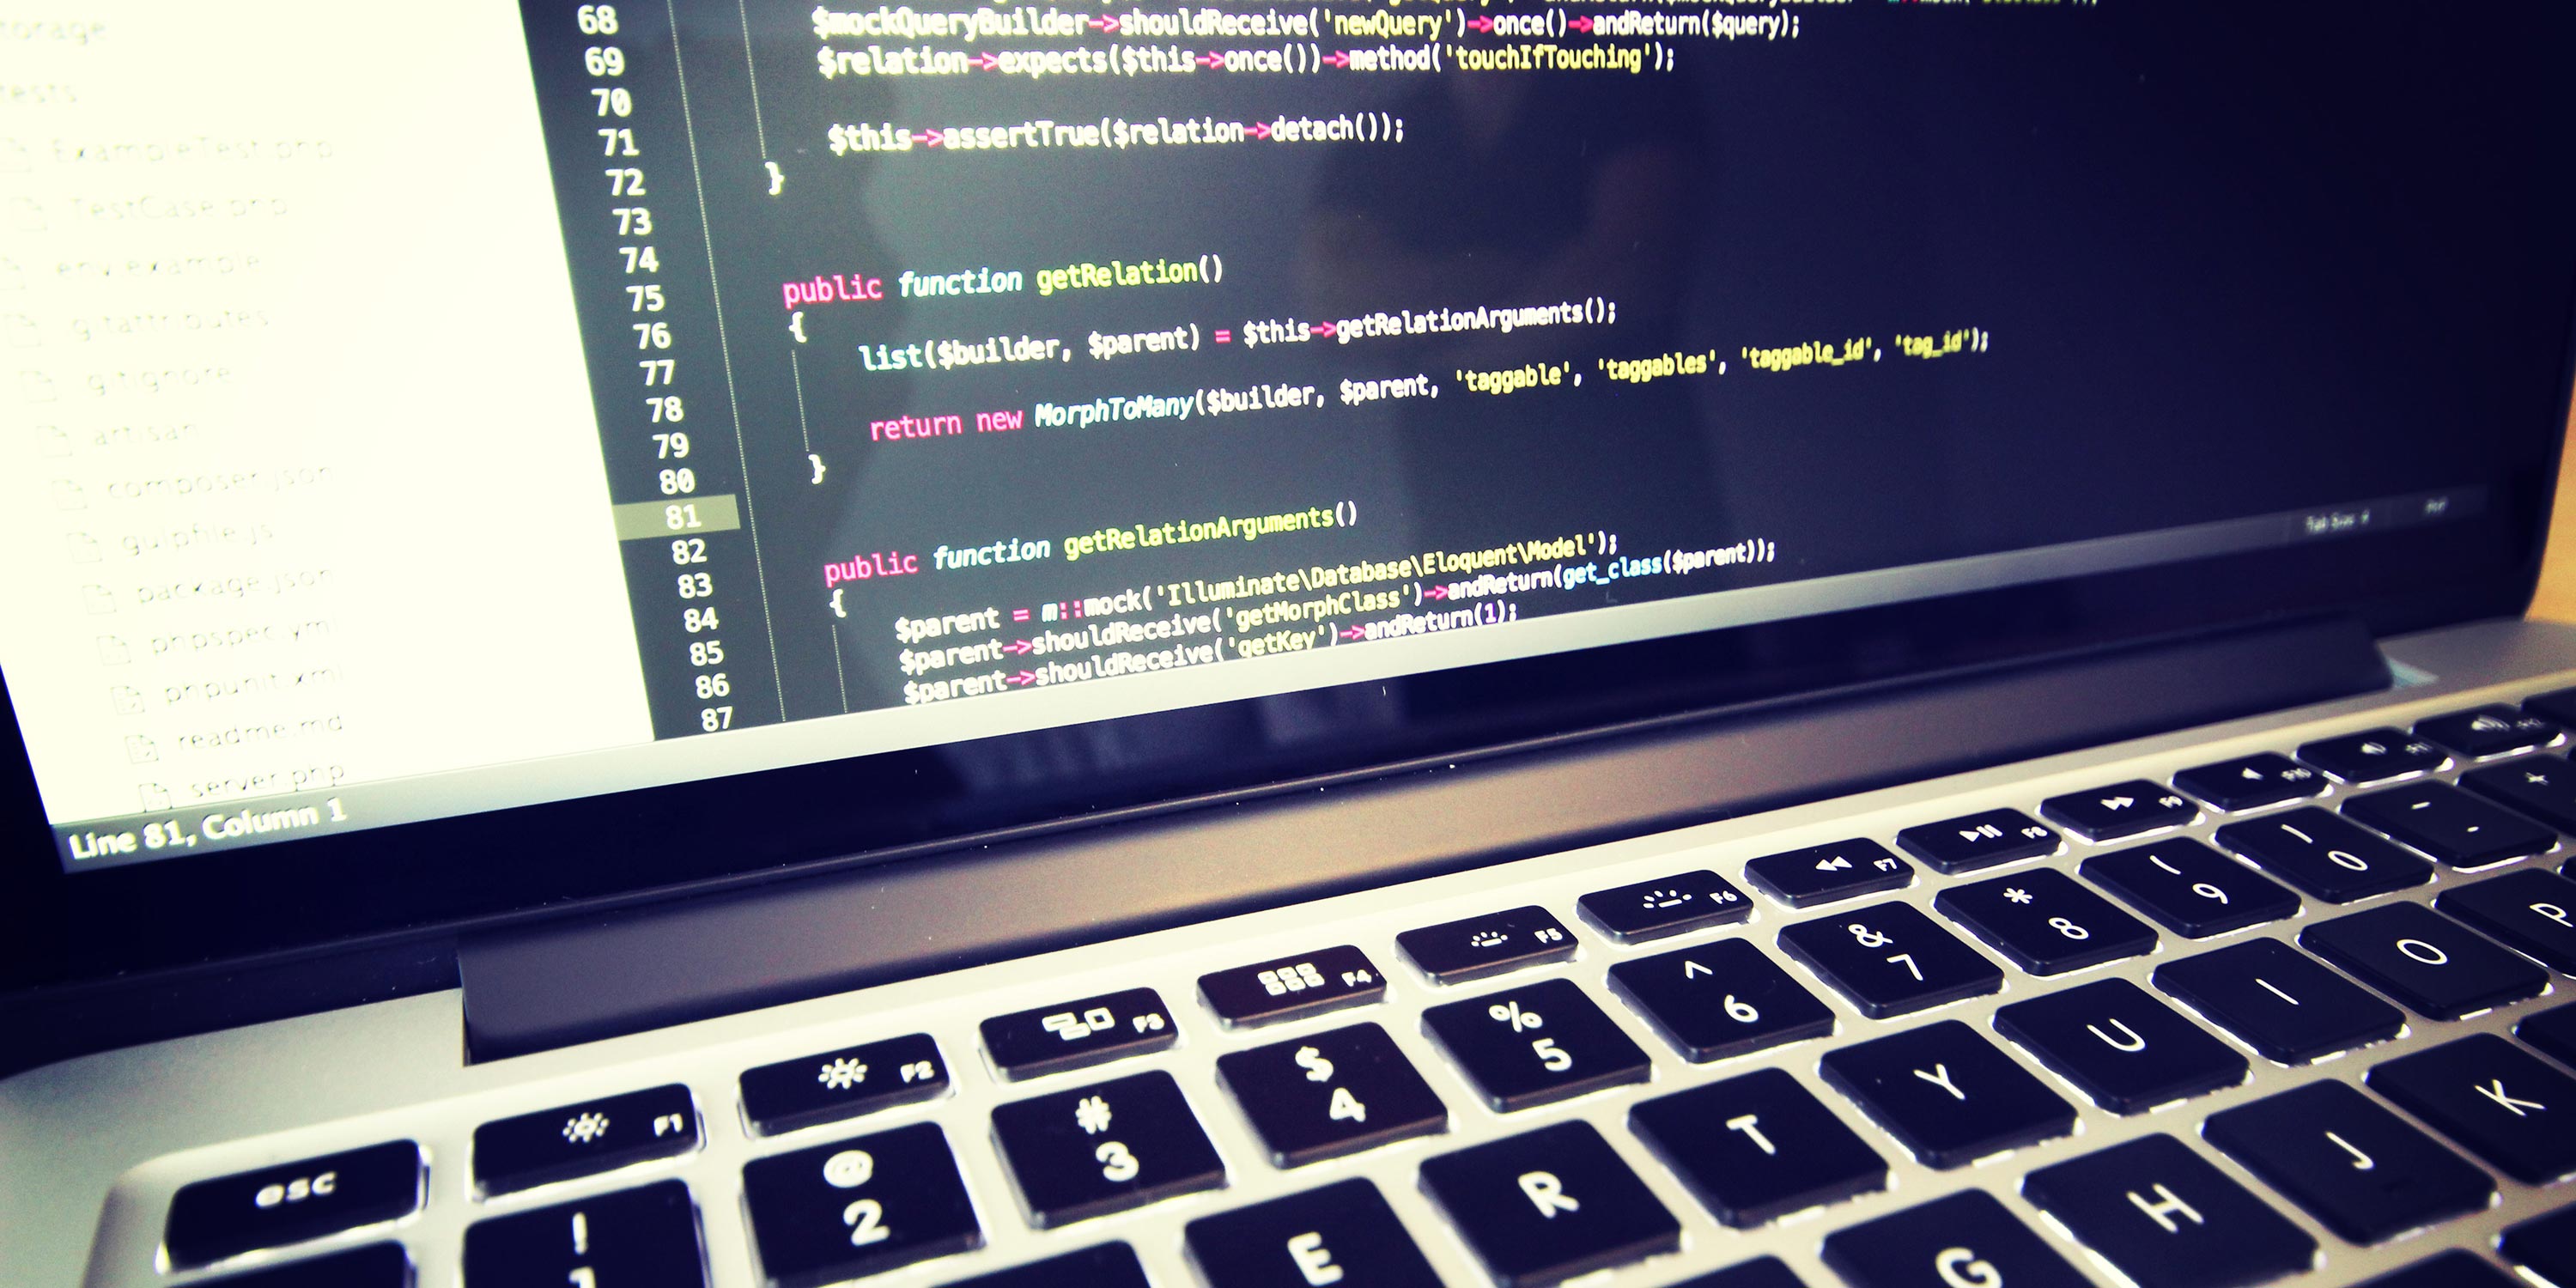 torage
tests
ExampleTest.php
TestCase.php
env.example
gitattributes
gitignore
artisan
composer.json
gulpfile.js
package.json
phpspec.yml
phpunit.xml
readme.md
server.php
Line 81, Column 1
68 $mockQueryBuilder->shouldReceive('newQuery')->once()->andReturn($query);
69 $relation->expects($this->once())->method('touchIfTouching');
70
71 $this->assertTrue($relation->detach());
72 }
73
74
75 public function getRelation()
76 {
77 list($builder, $parent) = $this->getRelationArguments();
78
79 return new MorphToMany($builder, $parent, 'taggable', 'taggables', 'taggable_id', 'tag_id');
80 }
81
82
83 public function getRelationArguments()
84 {
85 $parent = m::mock('Illuminate\Database\Eloquent\Model');
86 $parent->shouldReceive('getMorphClass')->andReturn(get_class($parent));
87 $parent->shouldReceive('getKey')->andReturn(1);
Tab Size: 4
esc F1 F2 F3 F4 F5 F6 F7 F8 F9 F10
! @ 2 # 3 $ 4 % 5 ^ 6 & 7 * 8 ( 9 ) 0 -
E R T Y U I O P
G H J K